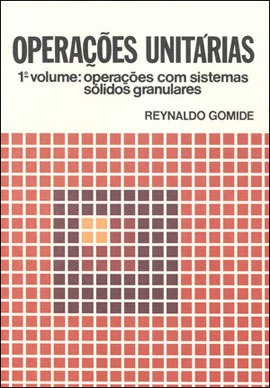 OPERAÇÕES UNITÁRIAS
1º volume: operações com sistemas
sólidos granulares
REYNALDO GOMIDE